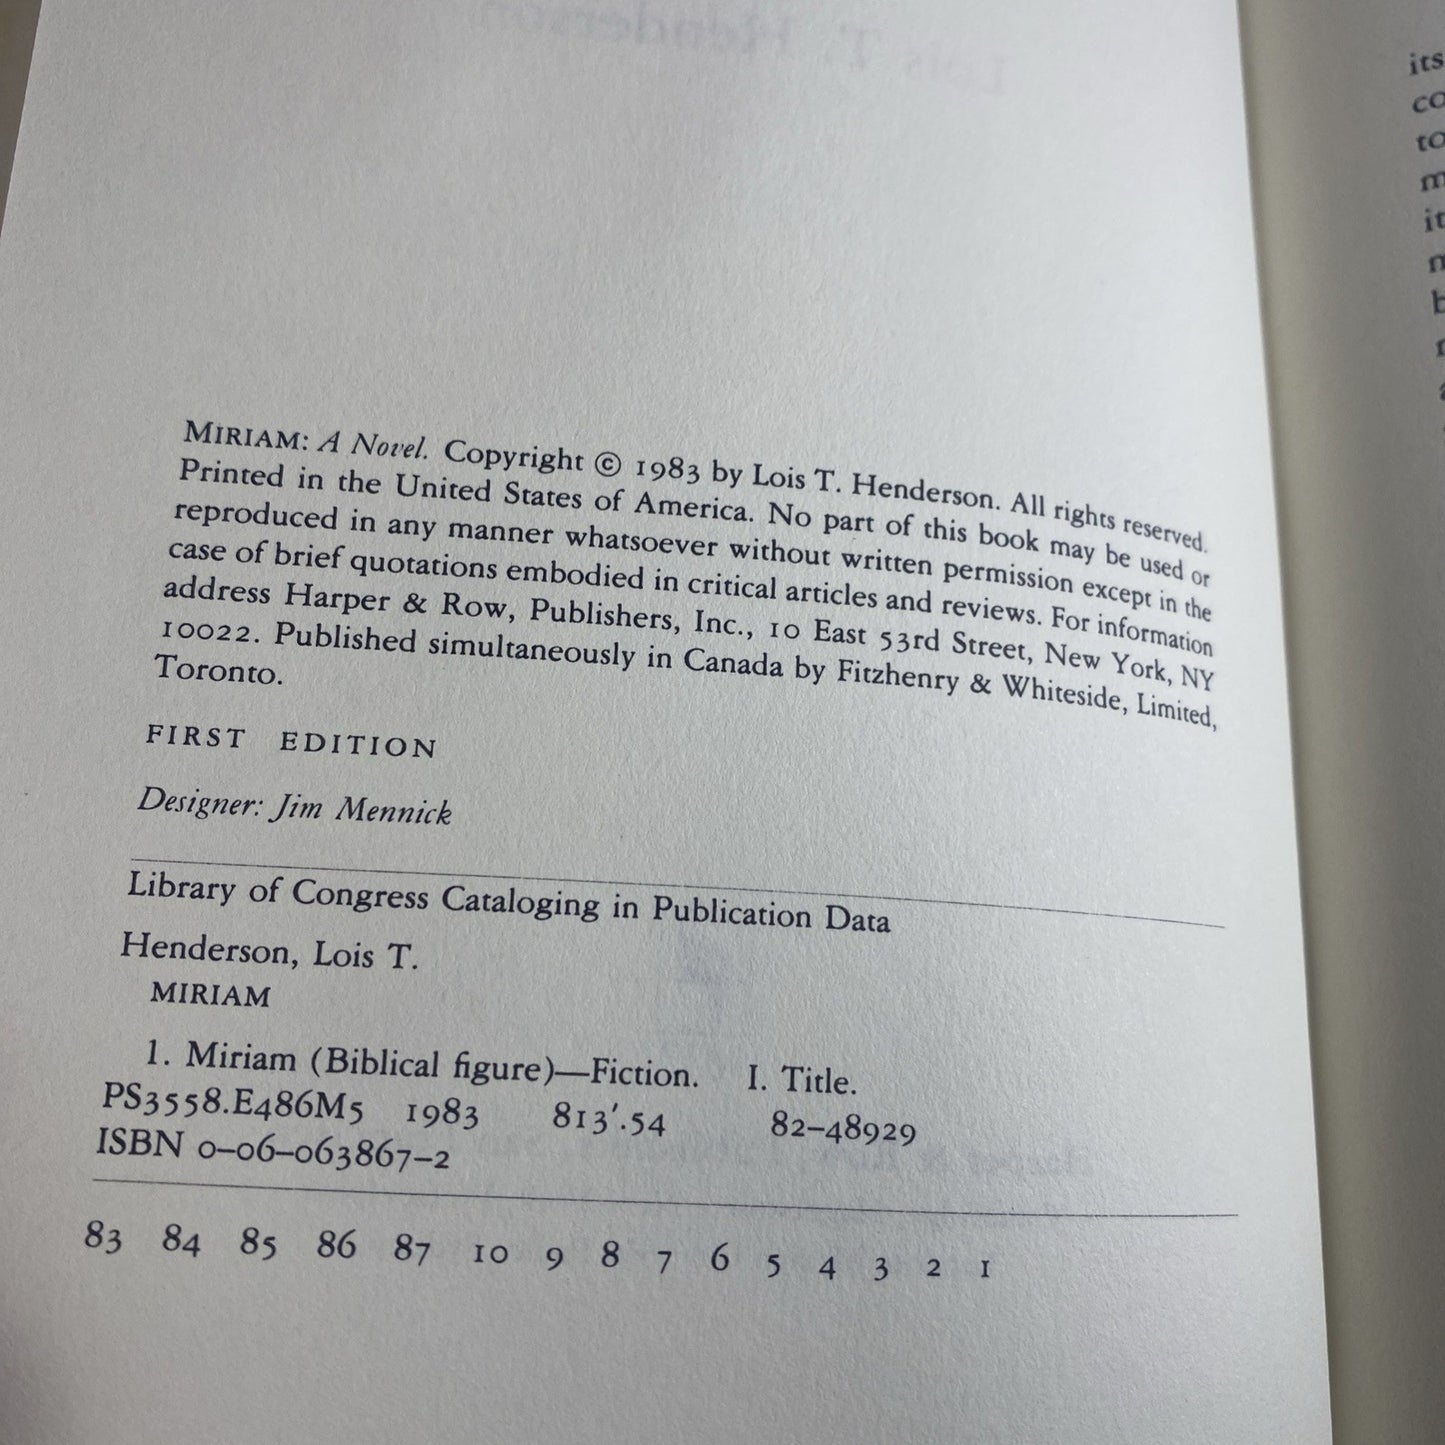 MIRIAM: A Novel. Copyright © 1983 by Lois T. Henderson. All rights reserved.
Printed in the United States of America. No part of this book may be used or
reproduced in any manner whatsoever without written permission except in the
case of brief quotations embodied in critical articles and reviews. For information
address Harper & Row, Publishers, Inc., 10 East 53rd Street, New York, NY
10022. Published simultaneously in Canada by Fitzhenry & Whiteside, Limited,
Toronto.
FIRST EDITION
Designer: Jim Mennick
Library of Congress Cataloging in Publication Data
Henderson, Lois T.
MIRIAM
1. Miriam (Biblical figure)—Fiction. I. Title.
PS3558.E486M5 1983 813'.54 82–48929
ISBN 0–06–063867–2
83 84 85 86 87 10 9 8 7 6 5 4 3 2 1
its
co
to